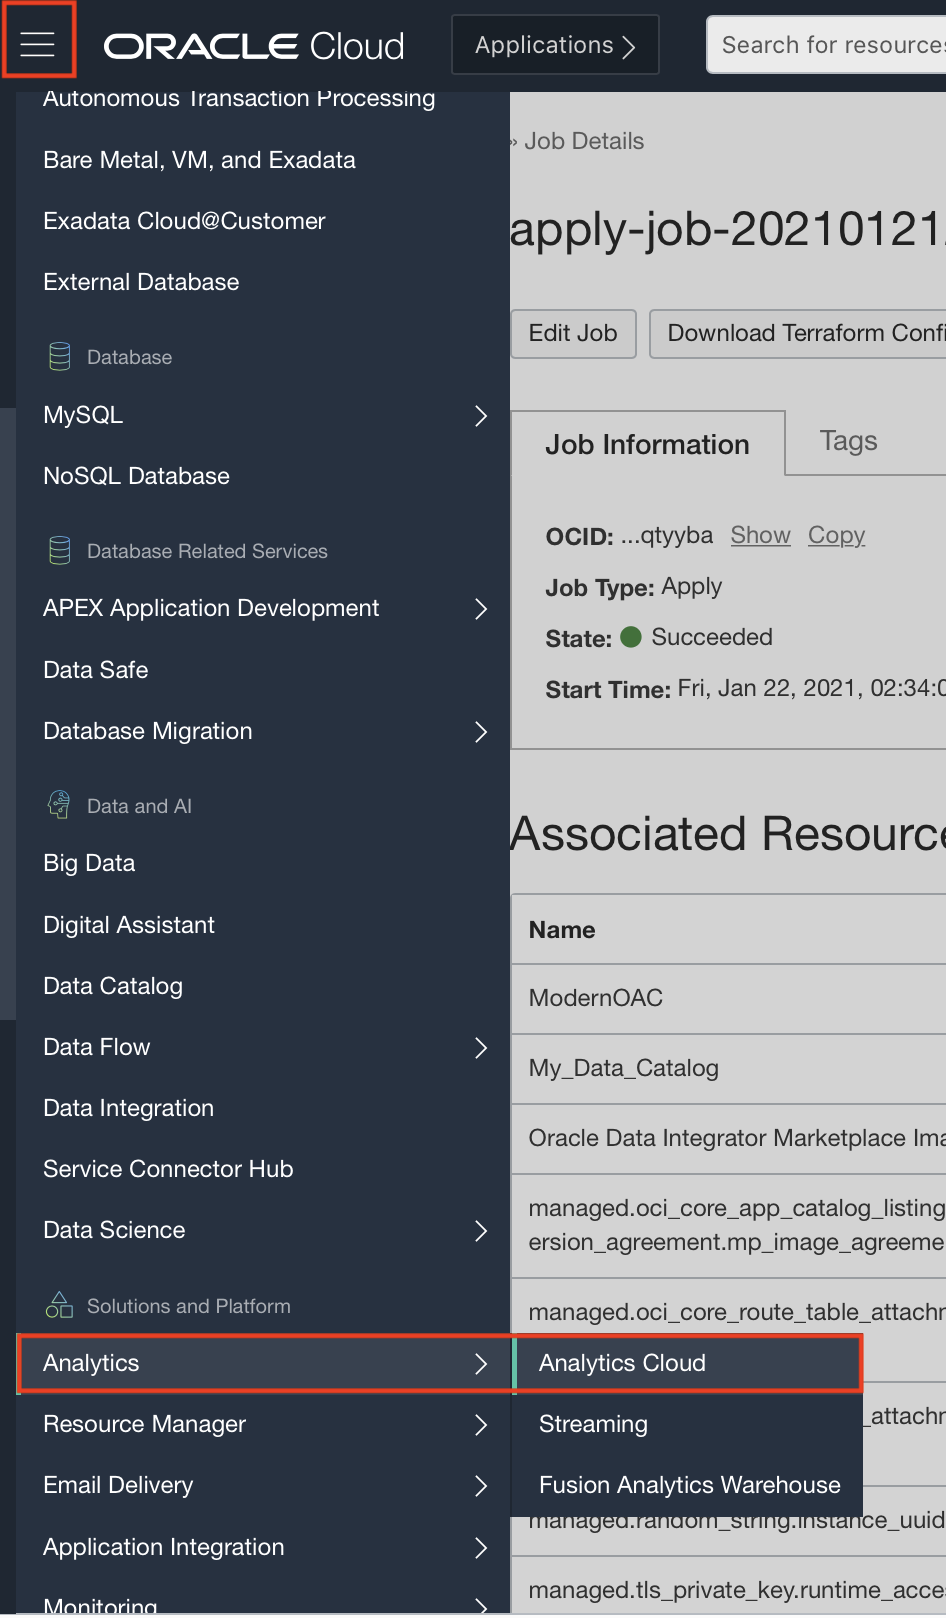 ORACLE Cloud
Applications
Search for resources
Autonomous Transaction Processing
Bare Metal, VM, and Exadata
Exadata Cloud@Customer
External Database
Database
MySQL
NoSQL Database
Database Related Services
APEX Application Development
Data Safe
Database Migration
Data and AI
Big Data
Digital Assistant
Data Catalog
Data Flow
Data Integration
Service Connector Hub
Data Science
Solutions and Platform
Analytics
Resource Manager
Email Delivery
Application Integration
Monitoring
Analytics Cloud
Streaming
Fusion Analytics Warehouse
» Job Details
apply-job-20210121
Edit Job
Download Terraform Confi
Job Information
Tags
OCID: ...qtyyba Show Copy
Job Type: Apply
State: Succeeded
Start Time: Fri, Jan 22, 2021, 02:34:0
Associated Resource
Name
ModernOAC
My_Data_Catalog
Oracle Data Integrator Marketplace Ima
managed.oci_core_app_catalog_listing
ersion_agreement.mp_image_agreeme
managed.oci_core_route_table_attachm
_attachm
managed.random_string.instance_uuid
managed.tls_private_key.runtime_acce